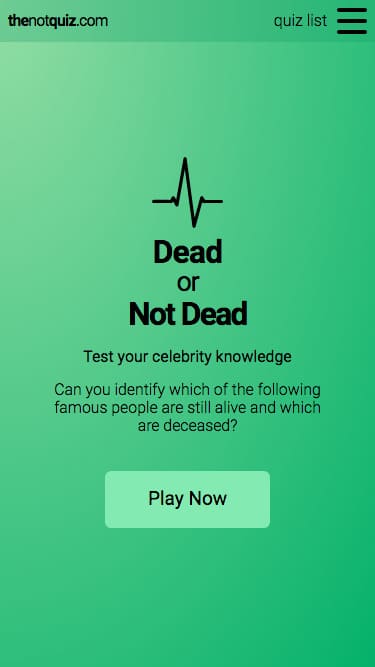 thenotquiz.com
quiz list
Dead
or
Not Dead
Test your celebrity knowledge
Can you identify which of the following
famous people are still alive and which
are deceased?
Play Now